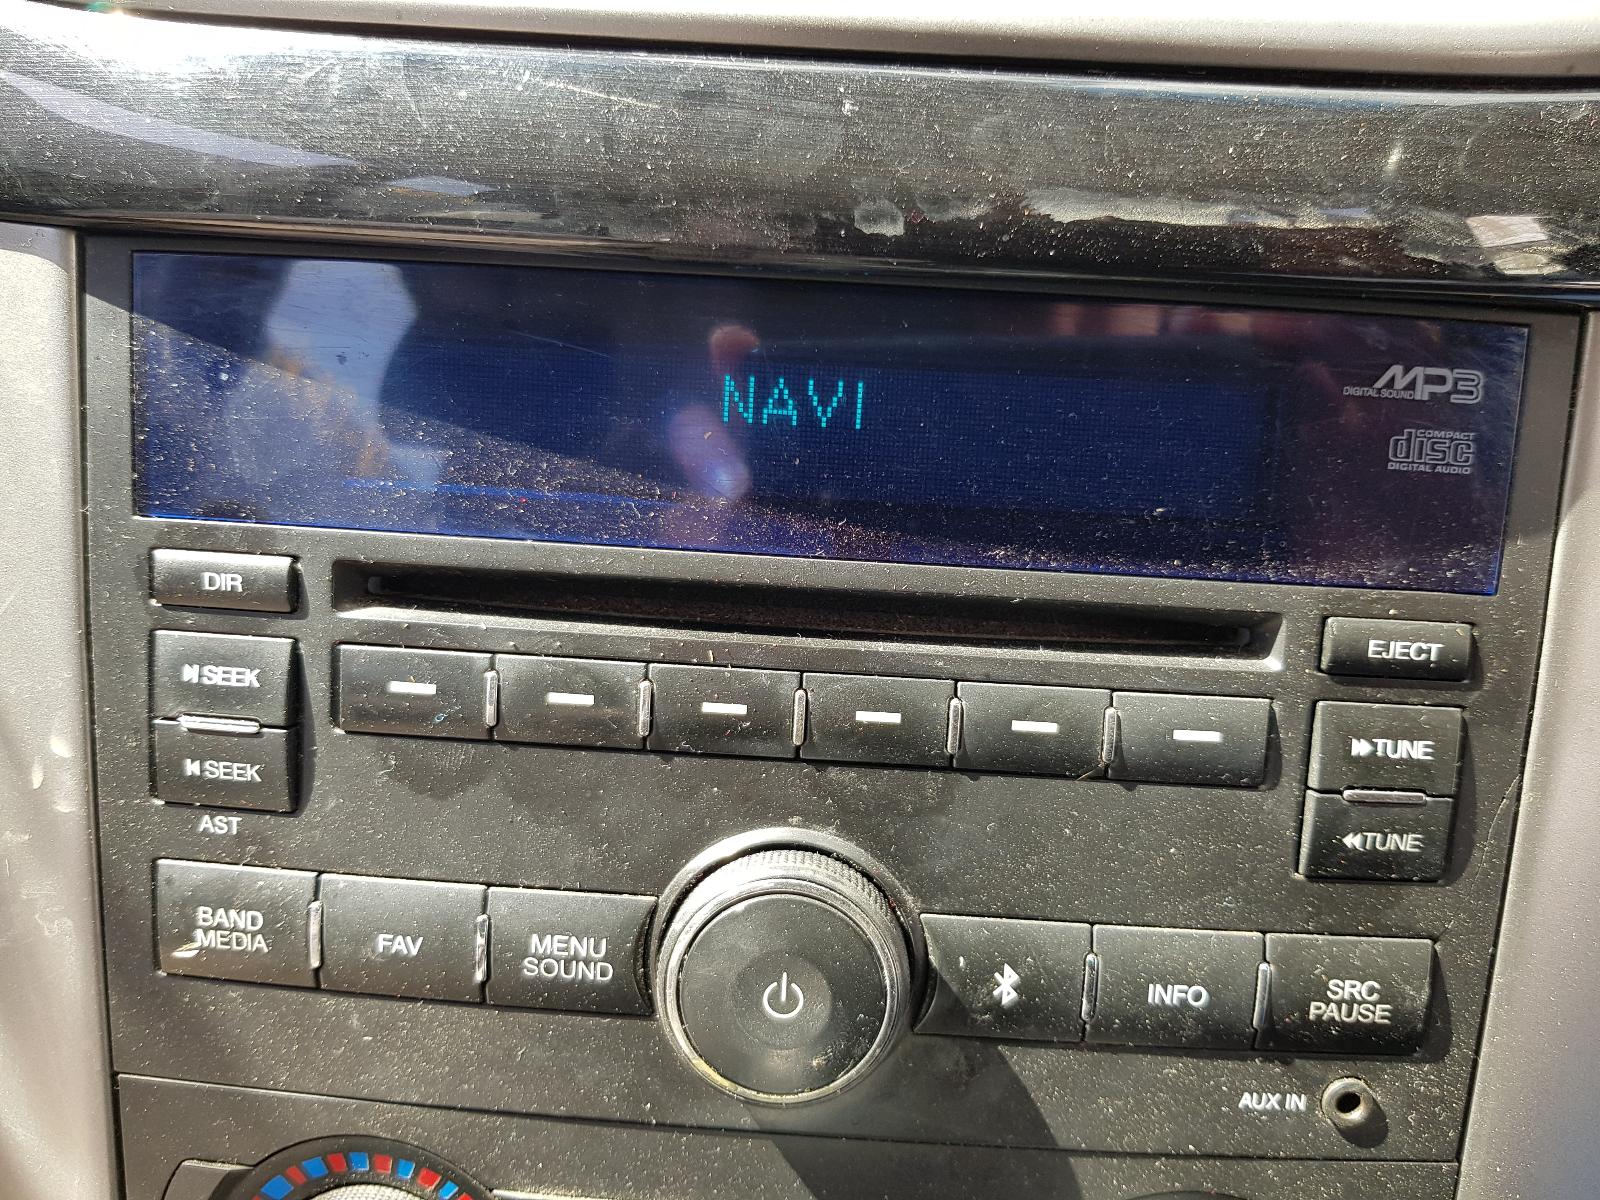 NAVI
MP3
DIGITAL SOUND
COMPACT
disc
DIGITAL AUDIO
DIR
EJECT
SEEK
TUNE
SEEK
TUNE
AST
BAND
MEDIA
FAV
MENU
SOUND
INFO
SRC
PAUSE
AUX IN